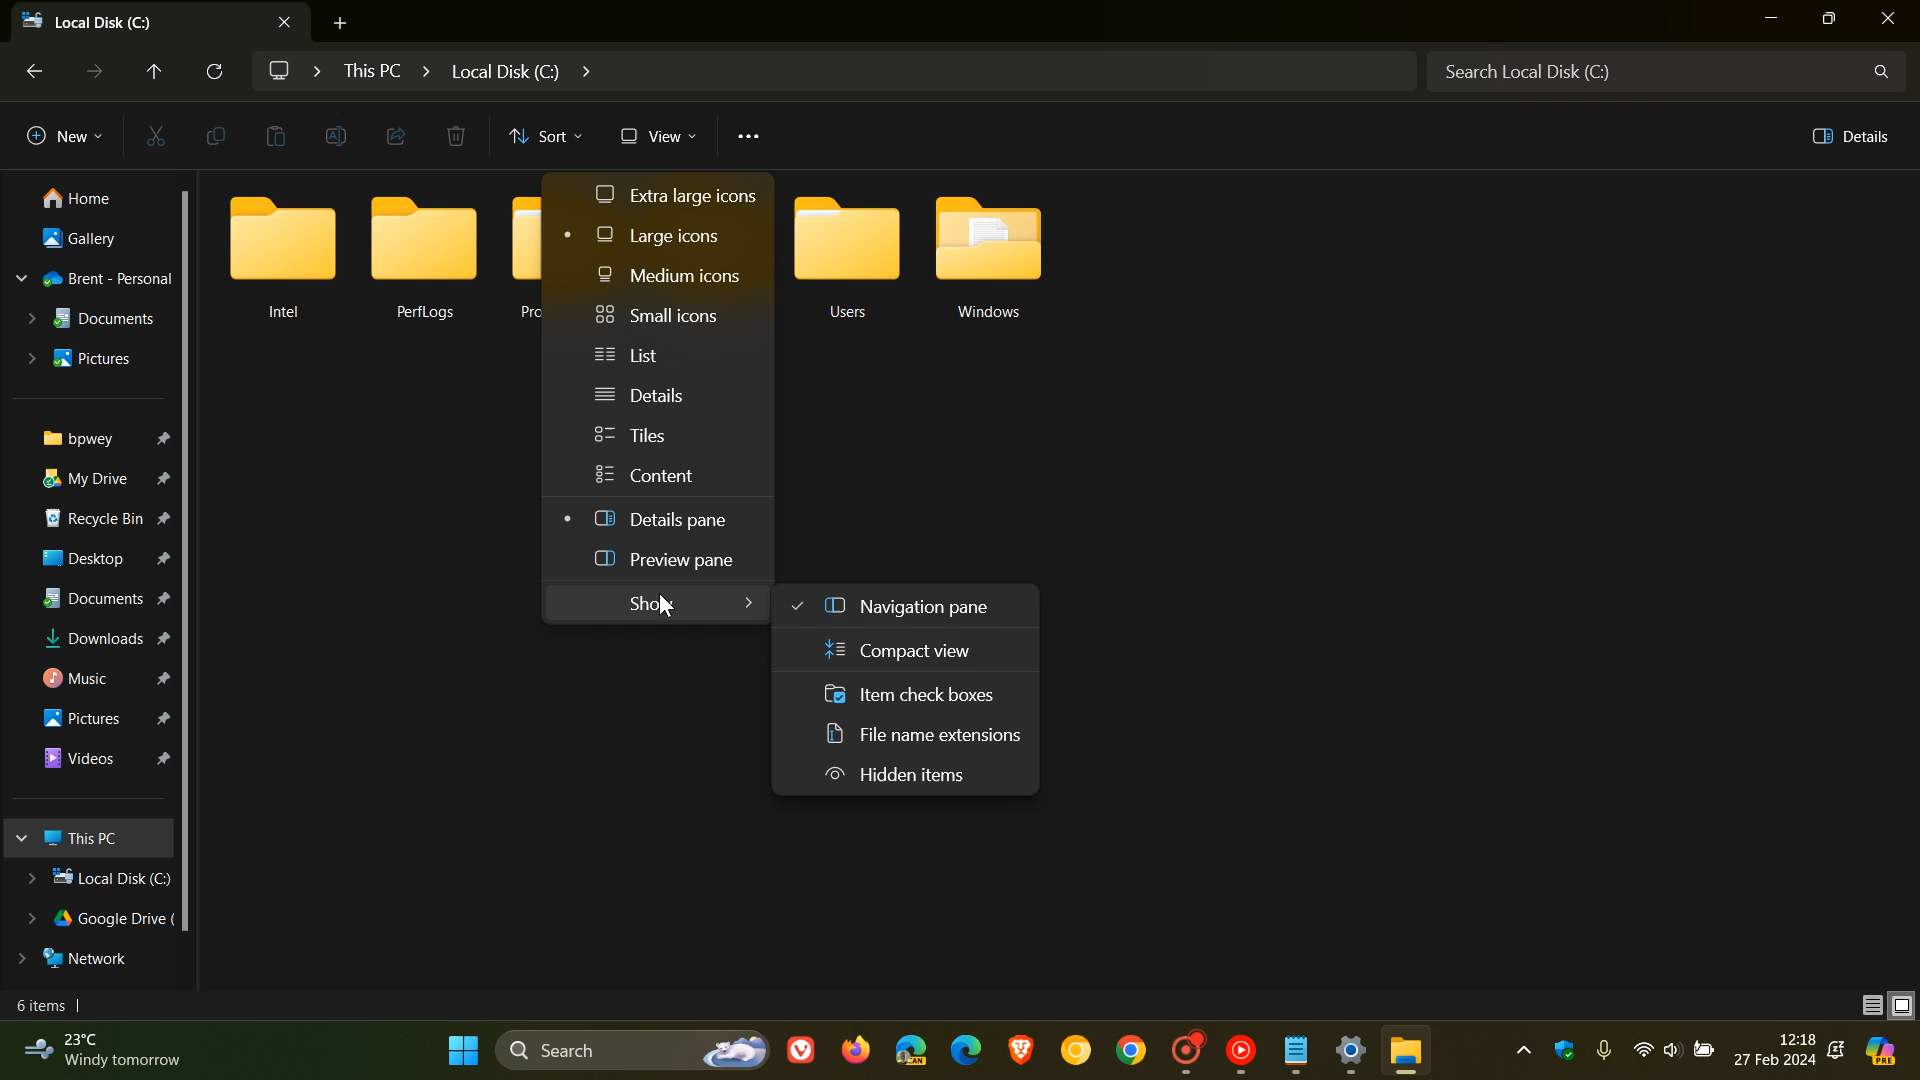 Local Disk (C:)
This PC
Local Disk (C:)
Search Local Disk (C:)
New
Sort
View
Details
Home
Gallery
Brent - Personal
Documents
Pictures
bpwey
My Drive
Recycle Bin
Desktop
Documents
Downloads
Music
Pictures
Videos
This PC
Local Disk (C:)
Google Drive (
Network
Intel
PerfLogs
Pro
Users
Windows
Extra large icons
Large icons
Medium icons
Small icons
List
Details
Tiles
Content
Details pane
Preview pane
Show
Navigation pane
Compact view
Item check boxes
File name extensions
Hidden items
6 items
23°C
Windy tomorrow
Search
CAN
12:18
27 Feb 2024
PRE